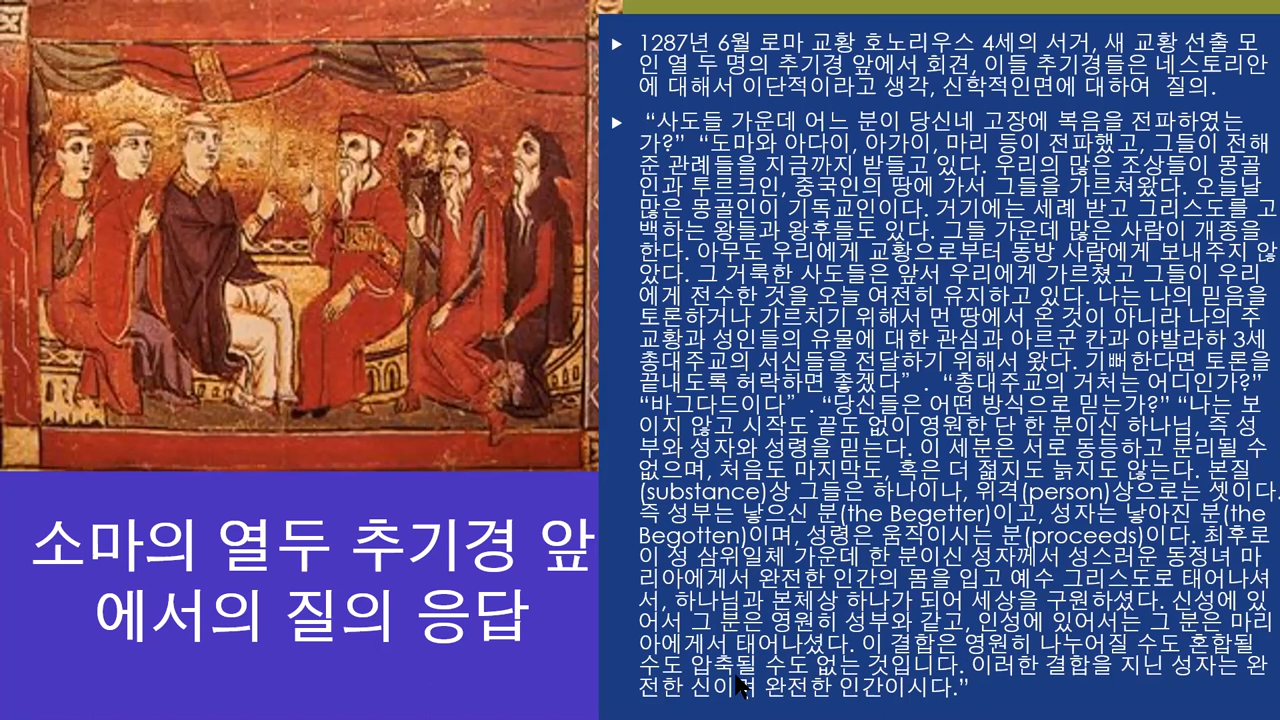 소마의 열두 추기경 앞
에서의 질의 응답
1287년 6월 로마 교황 호노리우스 4세의 서거, 새 교황 선출 모
인 열 두 명의 추기경 앞에서 회견, 이들 추기경들은 네스토리안
에 대해서 이단적이라고 생각, 신학적인면에 대하여 질의.
“사도들 가운데 어느 분이 당신네 고장에 복음을 전파하였는
가?” “도마와 아다이, 아가이, 마리 등이 전파했고, 그들이 전해
준 관례들을 지금까지 받들고 있다. 우리의 많은 조상들이 몽골
인과 투르크인, 중국인의 땅에 가서 그들을 가르쳐왔다. 오늘날
많은 몽골인이 기독교인이다. 거기에는 세례 받고 그리스도를 고
백하는 왕들과 왕후들도 있다. 그들 가운데 많은 사람이 개종을
한다. 아무도 우리에게 교황으로부터 동방 사람에게 보내주지 않
았다. 그 거룩한 사도들은 앞서 우리에게 가르쳤고 그들이 우리
에게 전수한 것을 오늘 여전히 유지하고 있다. 나는 나의 믿음을
토론하거나 가르치기 위해서 먼 땅에서 온 것이 아니라 나의 주
교황과 성인들의 유물에 대한 관심과 아르군 칸과 야발라하 3세
총대주교의 서신들을 전달하기 위해서 왔다. 기뻐한다면 토론을
끝내도록 허락하면 좋겠다” . “총대주교의 거처는 어디인가?”
“바그다드이다” . “당신들은 어떤 방식으로 믿는가?” “나는 보
이지 않고 시작도 끝도 없이 영원한 단 한 분이신 하나님, 즉 성
부와 성자와 성령을 믿는다. 이 세분은 서로 동등하고 분리될 수
없으며, 처음도 마지막도, 혹은 더 젊지도 늙지도 않는다. 본질
(substance)상 그들은 하나이나, 위격(person)상으로는 셋이다.
즉 성부는 낳으신 분(the Begetter)이고, 성자는 낳아진 분(the
Begotten)이며, 성령은 움직이시는 분(proceeds)이다. 최후로
이 성 삼위일체 가운데 한 분이신 성자께서 성스러운 동정녀 마
리아에게서 완전한 인간의 몸을 입고 예수 그리스도로 태어나셔
서, 하나님과 본체상 하나가 되어 세상을 구원하셨다. 신성에 있
어서 그 분은 영원히 성부와 같고, 인성에 있어서는 그 분은 마리
아에게서 태어나셨다. 이 결합은 영원히 나누어질 수도 혼합될
수도 압축될 수도 없는 것입니다. 이러한 결합을 지닌 성자는 완
전한 신이며 완전한 인간이시다.”